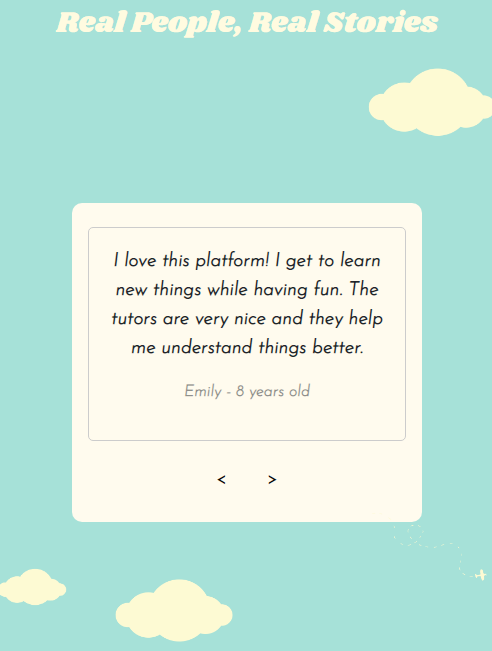 Real People, Real Stories
I love this platform! I get to learn
new things while having fun. The
tutors are very nice and they help
me understand things better.
Emily - 8 years old
< >